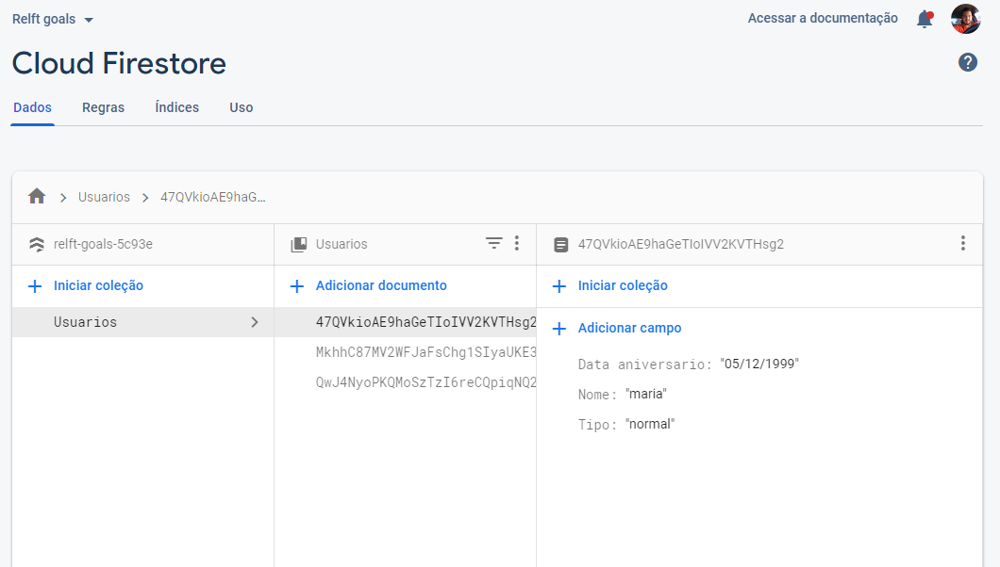 Relft goals
Acessar a documentação
Cloud Firestore
Dados Regras Índices Uso
Usuarios 47QVkioAE9haG...
relft-goals-5c93e
Usuarios
47QVkioAE9haGeTIoIVV2KVTHsg2
Iniciar coleção
Adicionar documento
Iniciar coleção
Usuarios
47QVkioAE9haGeTIoIVV2KVTHsg2
MkhhC87MV2WFJaFsChg1SIyaUKE3
QwJ4NyoPKQMoSzTzI6reCQpiqNQ2
Adicionar campo
Data aniversario: "05/12/1999"
Nome: "maria"
Tipo: "normal"